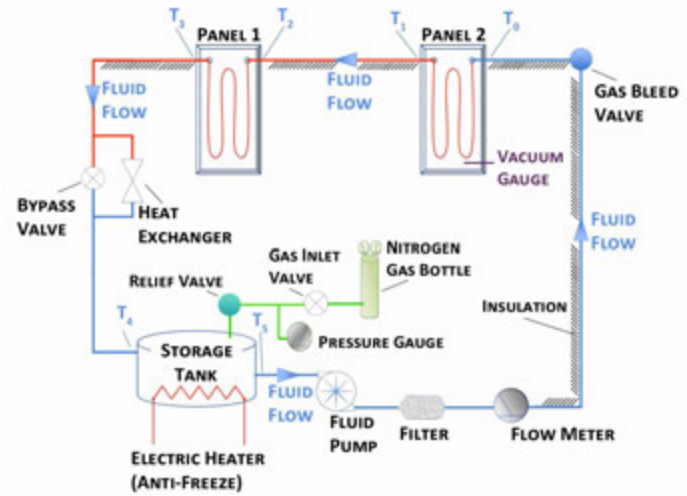 T3
PANEL 1
T2
T1
PANEL 2
T0
FLUID
FLOW
FLUID
FLOW
GAS BLEED
VALVE
VACUUM
GAUGE
BYPASS
VALVE
HEAT
EXCHANGER
FLUID
FLOW
GAS INLET
VALVE
NITROGEN
GAS BOTTLE
RELIEF VALVE
INSULATION
T4
T5
PRESSURE GAUGE
STORAGE
TANK
FLUID
FLOW
FLUID
PUMP
FILTER
FLOW METER
ELECTRIC HEATER
(ANTI-FREEZE)